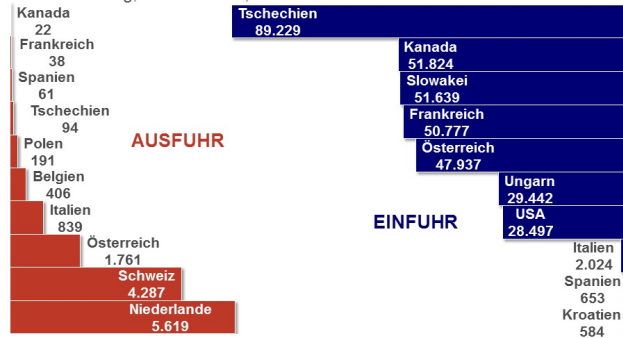 Kanada
22
Frankreich
38
Spanien
61
Tschechien
94
Polen
191
Belgien
406
Italien
839
Österreich
1.761
Schweiz
4.287
Niederlande
5.619
AUSFUHR
Tschechien
89.229
Kanada
51.824
Slowakei
51.639
Frankreich
50.777
Österreich
47.937
Ungarn
29.442
USA
28.497
Italien
2.024
Spanien
653
Kroatien
584
EINFUHR